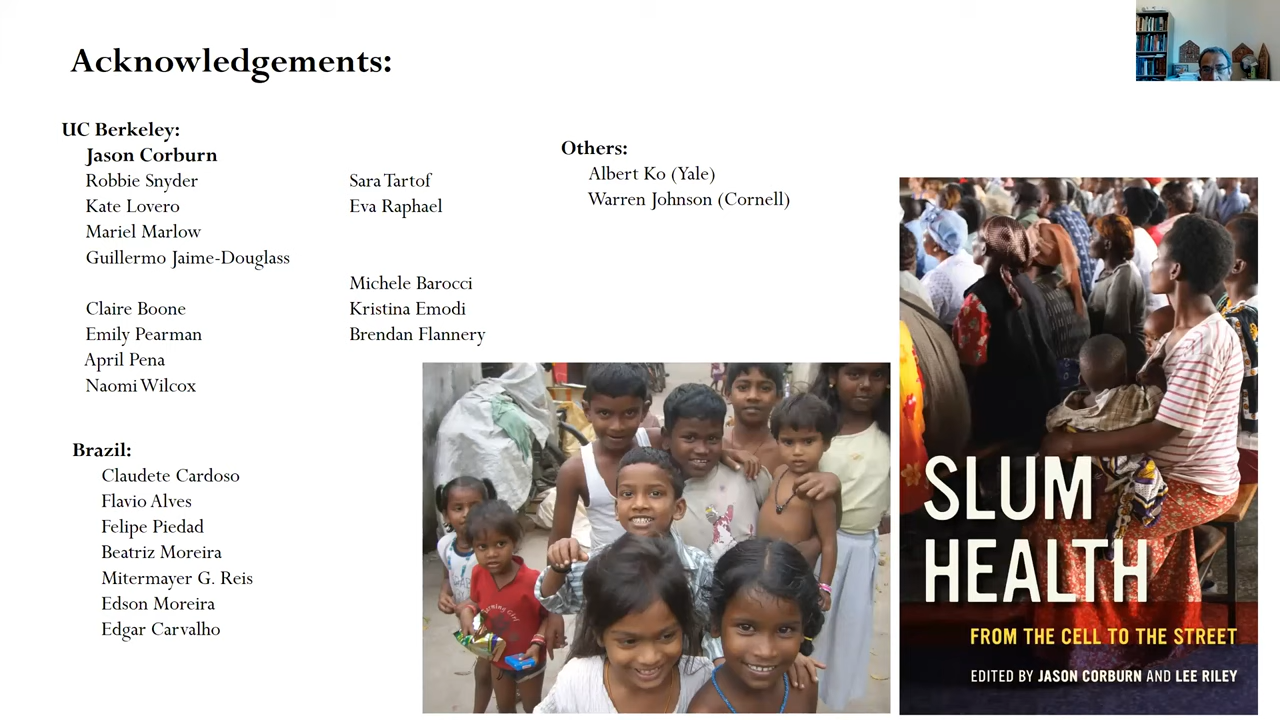 Acknowledgements:
UC Berkeley:
Jason Corburn
Robbie Snyder
Kate Lovero
Mariel Marlow
Guillermo Jaime-Douglass
Claire Boone
Emily Pearman
April Pena
Naomi Wilcox
Sara Tartof
Eva Raphael
Michele Barocci
Kristina Emodi
Brendan Flannery
Others:
Albert Ko (Yale)
Warren Johnson (Cornell)
Brazil:
Claudete Cardoso
Flavio Alves
Felipe Piedad
Beatriz Moreira
Mitermayer G. Reis
Edson Moreira
Edgar Carvalho
SLUM
HEALTH
FROM THE CELL TO THE STREET
EDITED BY JASON CORBURN AND LEE RILEY